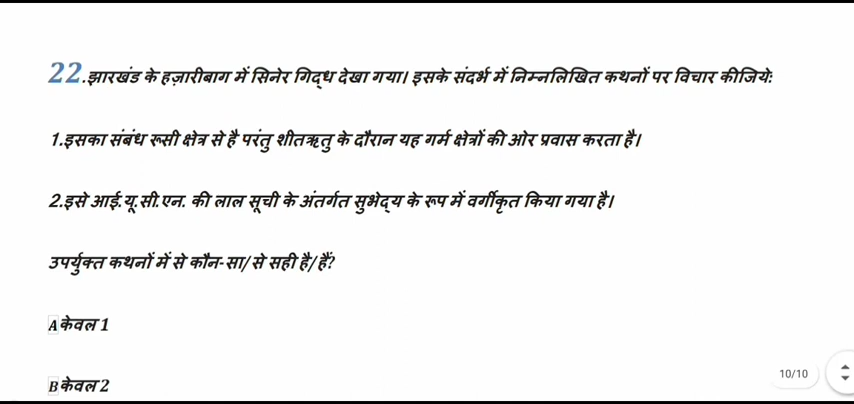 22.झारखंड के हज़ारीबाग में सिनेर गिद्ध देखा गया। इसके संदर्भ में निम्नलिखित कथनों पर विचार कीजिये:
1.इसका संबंध रूसी क्षेत्र से है परंतु शीतऋतु के दौरान यह गर्म क्षेत्रों की ओर प्रवास करता है।
2.इसे आई.यू.सी.एन. की लाल सूची के अंतर्गत सुभेद्य के रूप में वर्गीकृत किया गया है।
उपर्युक्त कथनों में से कौन-सा/से सही है/हैं?
A केवल 1
10/10
B केवल 2